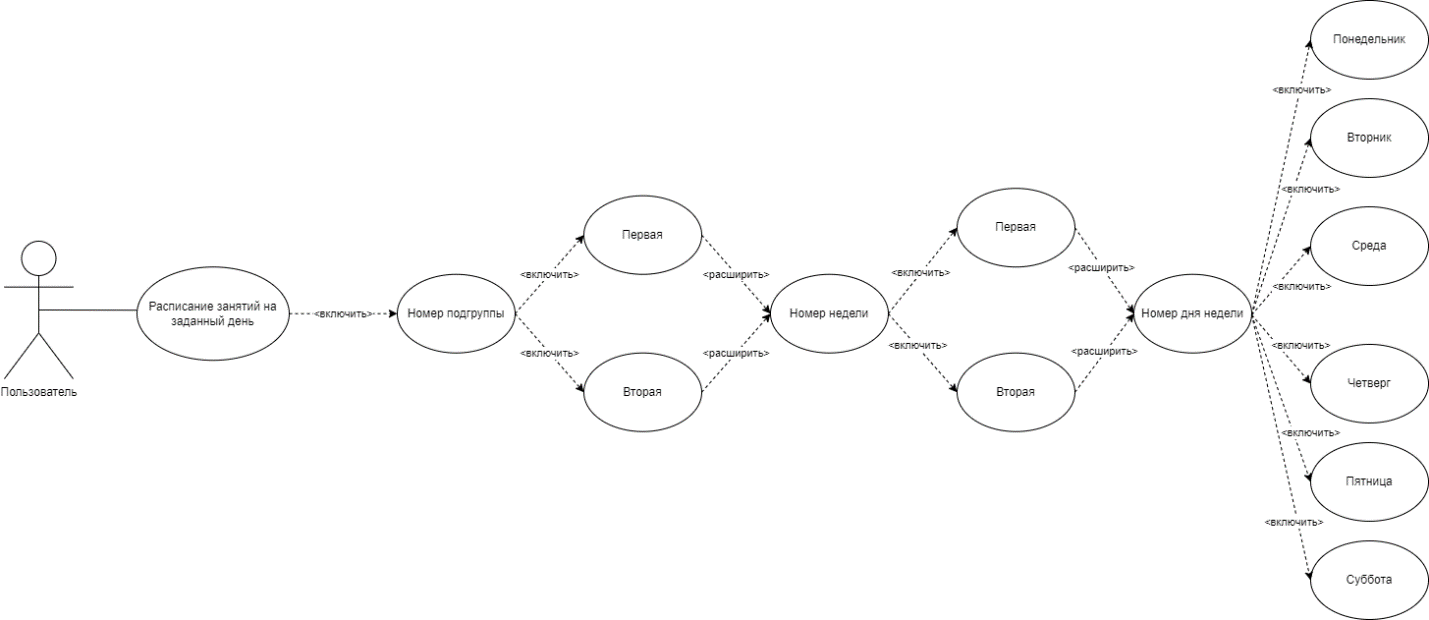 Пользователь
Расписание занятий на
заданный день
<включить>
Номер подгруппы
<включить>
<включить>
Первая
Вторая
<расширить>
<расширить>
Номер недели
<включить>
<включить>
Первая
Вторая
<расширить>
<расширить>
Номер дня недели
<включить>
<включить>
<включить>
<включить>
<включить>
<включить>
Понедельник
Вторник
Среда
Четверг
Пятница
Суббота